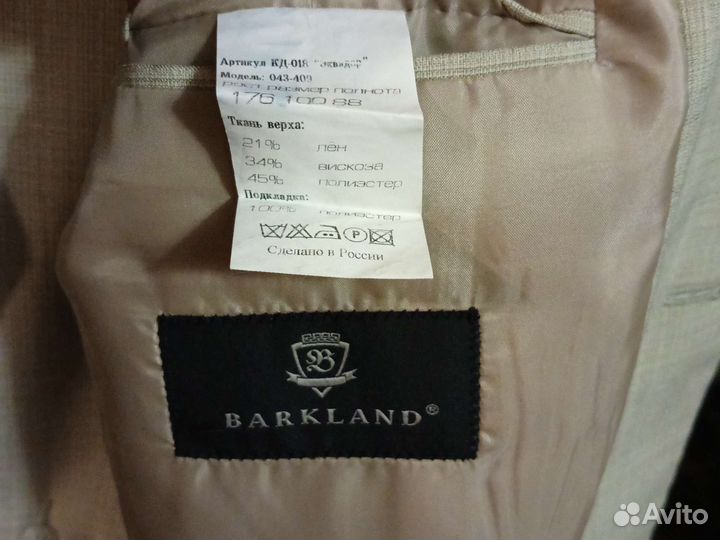 Артикул КД-018 "Эквадор"
Модель: 043-409
рост размер полнота
176 100 88
Ткань верха:
21% лен
34% вискоза
45% полиэстер
Подкладка:
100% полиэстер
P
Сделано в России
B
BARKLAND®
Avito